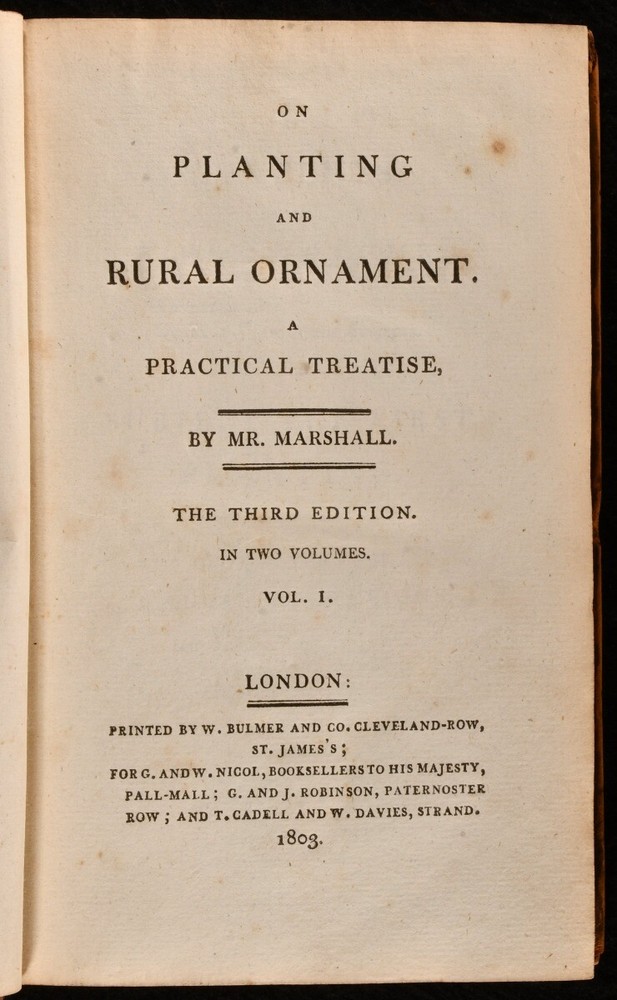 ON
PLANTING
AND
RURAL ORNAMENT.
A
PRACTICAL TREATISE,
BY MR. MARSHALL.
THE THIRD EDITION.
IN TWO VOLUMES.
VOL. I.
LONDON:
PRINTED BY W. BULMER AND CO. CLEVELAND-ROW,
ST. JAMES'S;
FOR G. AND W. NICOL, BOOKSELLERS TO HIS MAJESTY,
PALL-MALL; G. AND J. ROBINSON, PATERNOSTER
ROW; AND T. CADELL AND W. DAVIES, STRAND.
1803.